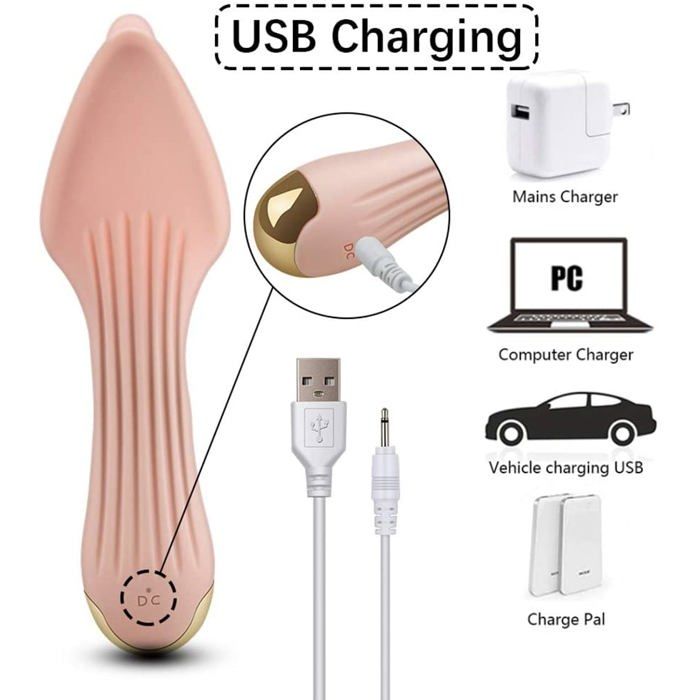 USB Charging
Mains Charger
DC
PC
Computer Charger
Vehicle charging USB
DC
Charge Pal